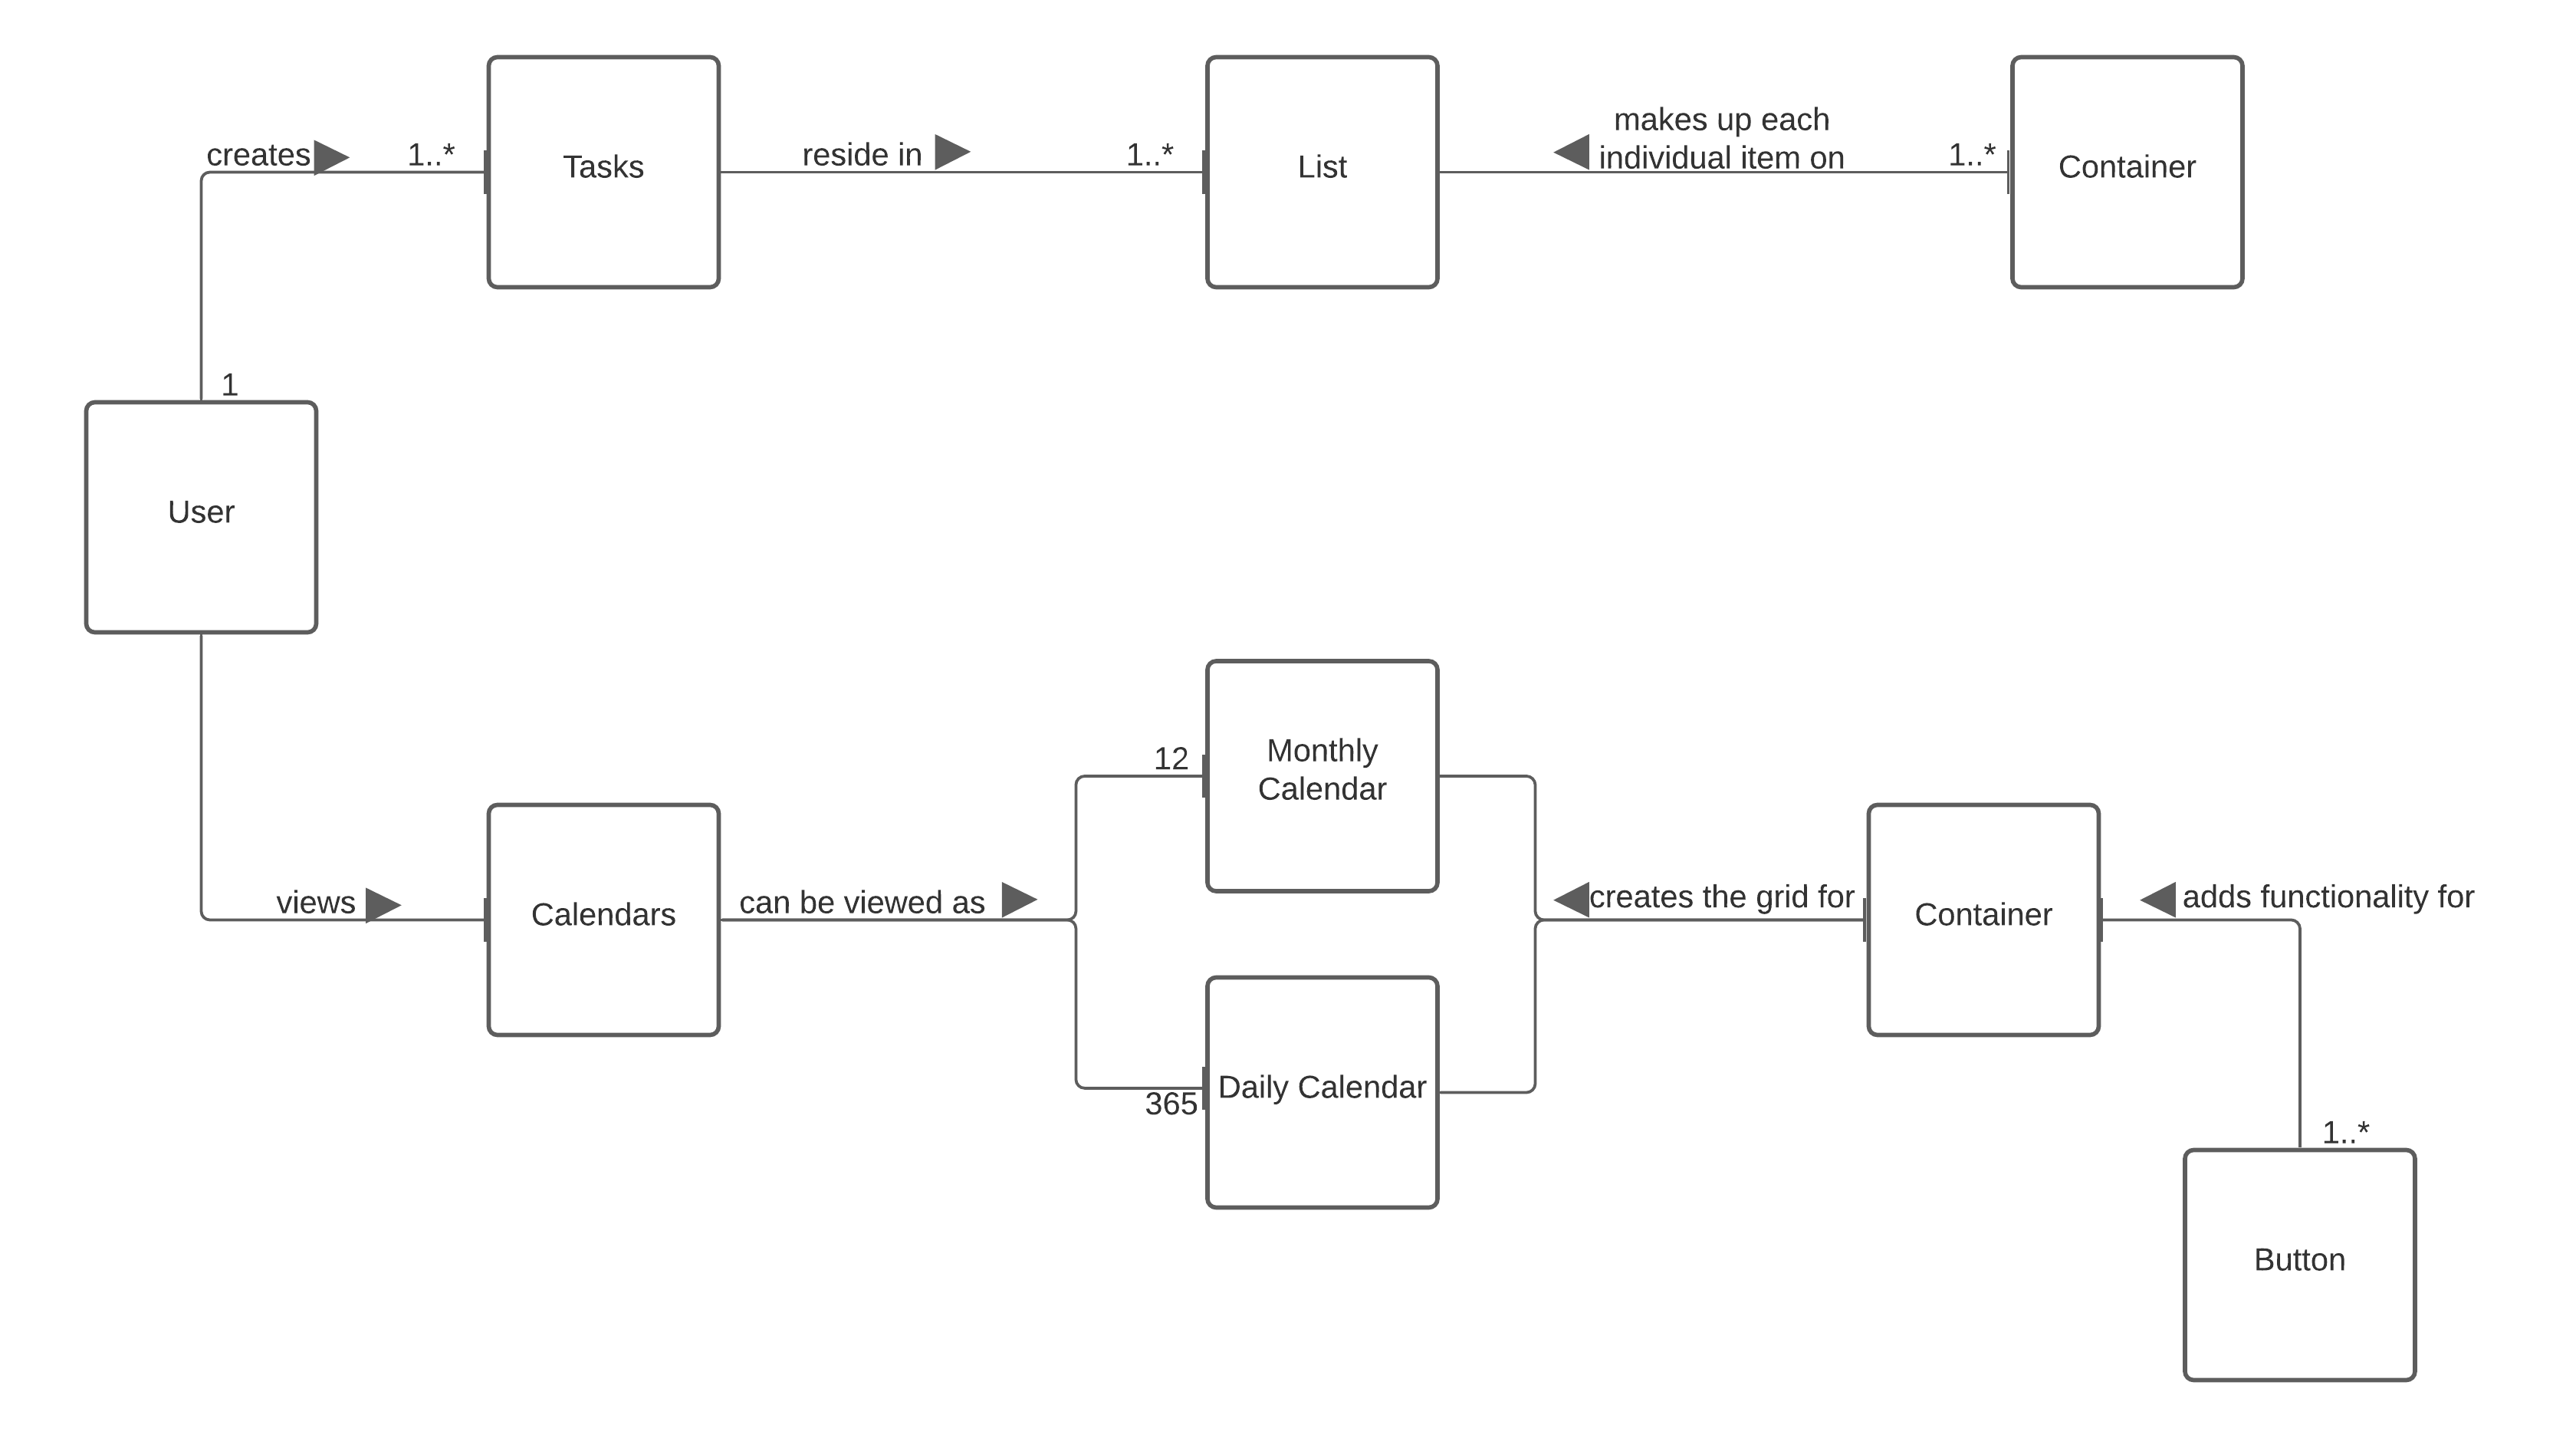 creates
1..*
Tasks
reside in
1..*
List
makes up each
individual item on
1..*
Container
1
User
views
Calendars
can be viewed as
12
Monthly
Calendar
365
Daily Calendar
creates the grid for
Container
adds functionality for
1..*
Button